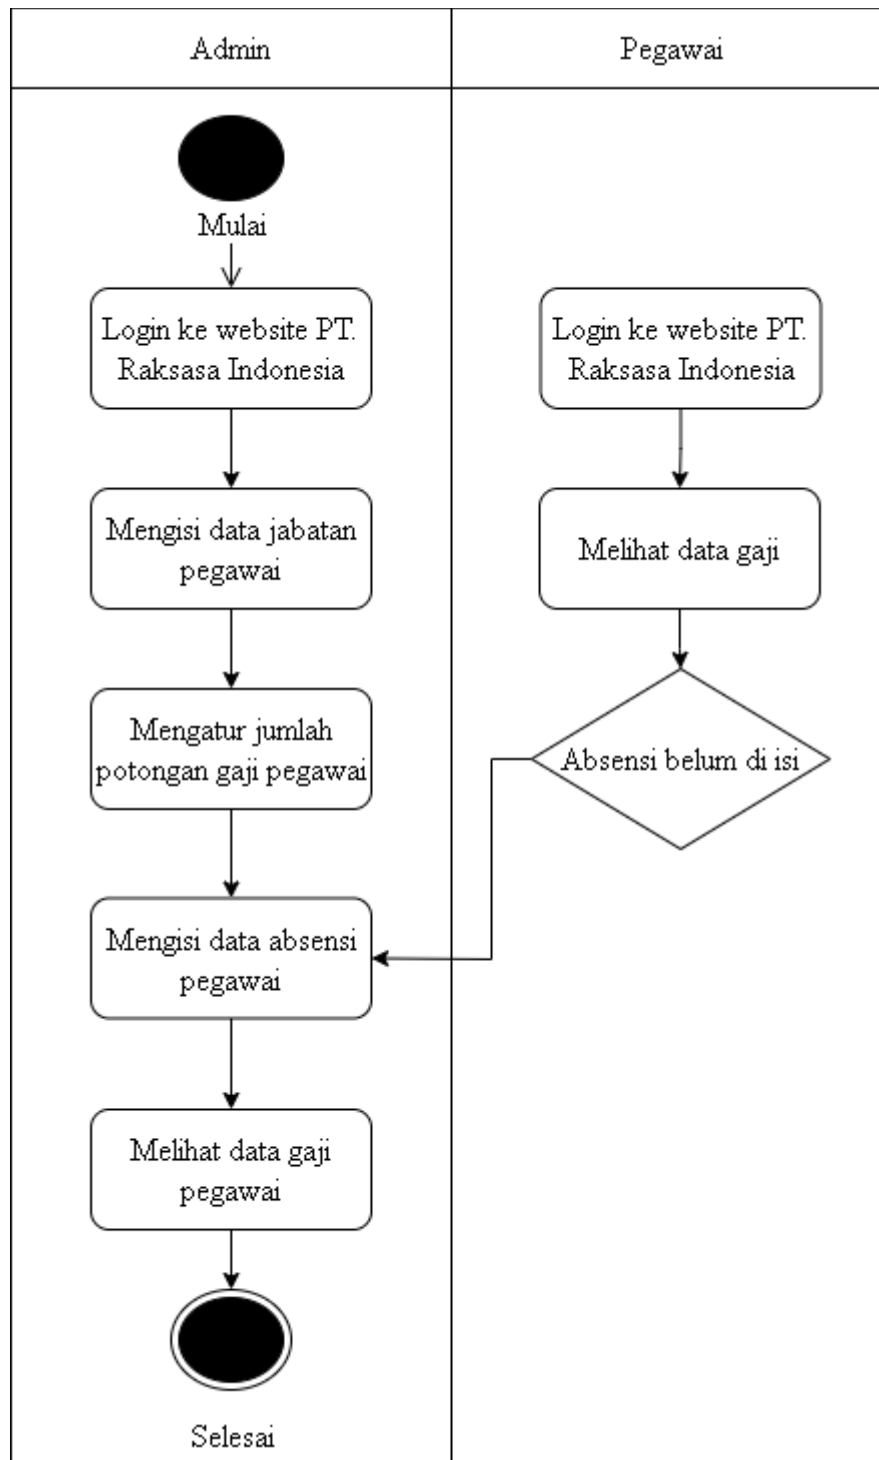 Admin
Pegawai
Mulai
Login ke website PT.
Raksasa Indonesia
Login ke website PT.
Raksasa Indonesia
Mengisi data jabatan
pegawai
Melihat data gaji
Mengatur jumlah
potongan gaji pegawai
Absensi belum di isi
Mengisi data absensi
pegawai
Melihat data gaji
pegawai
Selesai